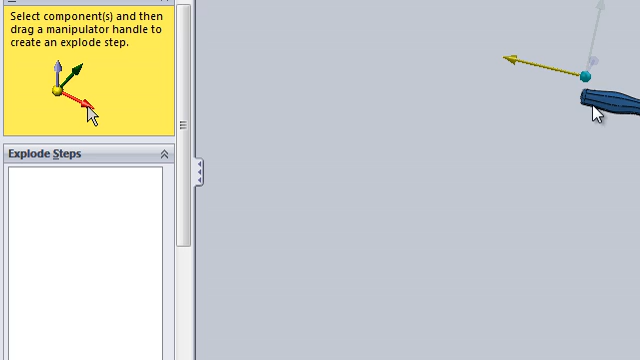 Select component(s) and then
drag a manipulator handle to
create an explode step.
Explode Steps